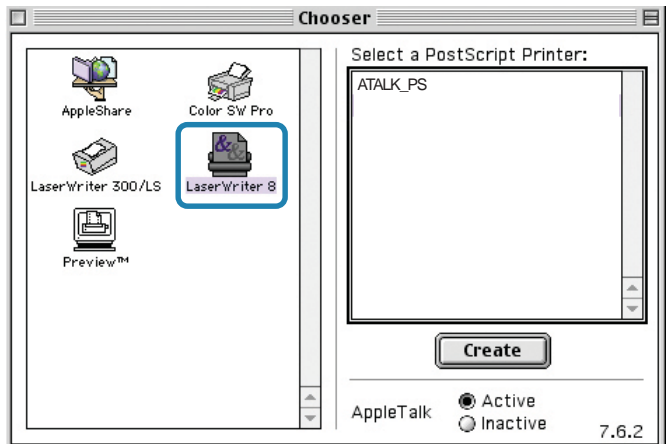 Chooser
AppleShare
Color SW Pro
LaserWriter 300/LS
&&
LaserWriter 8
Preview™
Select a PostScript Printer:
ATALK_PS
Create
AppleTalk
Active
Inactive
7.6.2